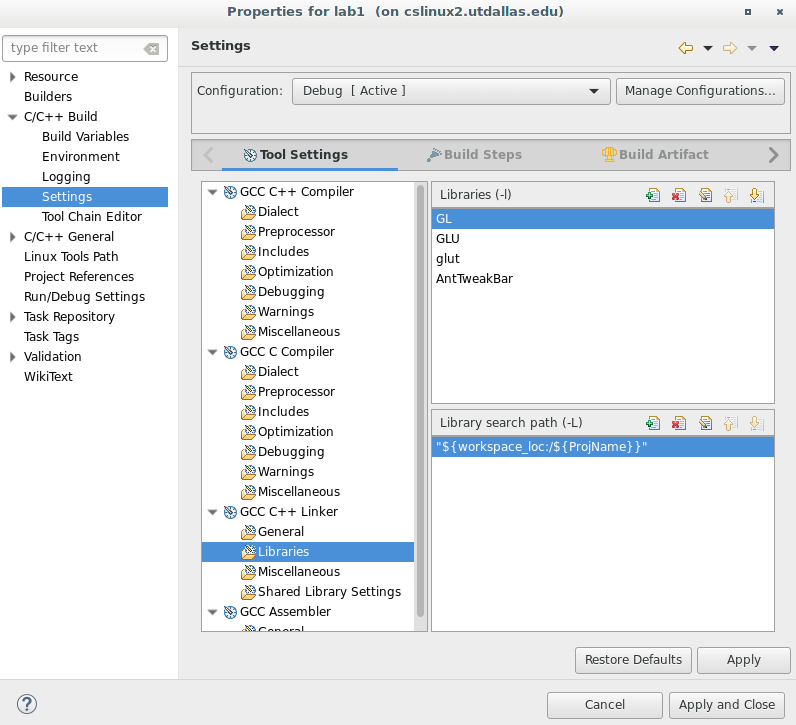 Properties for lab1 (on cslinux2.utdallas.edu)
type filter text
Resource
Builders
C/C++ Build
Build Variables
Environment
Logging
Settings
Tool Chain Editor
C/C++ General
Linux Tools Path
Project References
Run/Debug Settings
Task Repository
Task Tags
Validation
WikiText
Settings
Configuration:
Debug [ Active ]
Manage Configurations...
Tool Settings
Build Steps
Build Artifact
GCC C++ Compiler
Dialect
Preprocessor
Includes
Optimization
Debugging
Warnings
Miscellaneous
GCC C Compiler
Dialect
Preprocessor
Includes
Optimization
Debugging
Warnings
Miscellaneous
GCC C++ Linker
General
Libraries
Miscellaneous
Shared Library Settings
GCC Assembler
General
Libraries (-l)
GL
GLU
glut
AntTweakBar
Library search path (-L)
"${workspace_loc:/${ProjName}}"
Restore Defaults
Apply
?
Cancel
Apply and Close